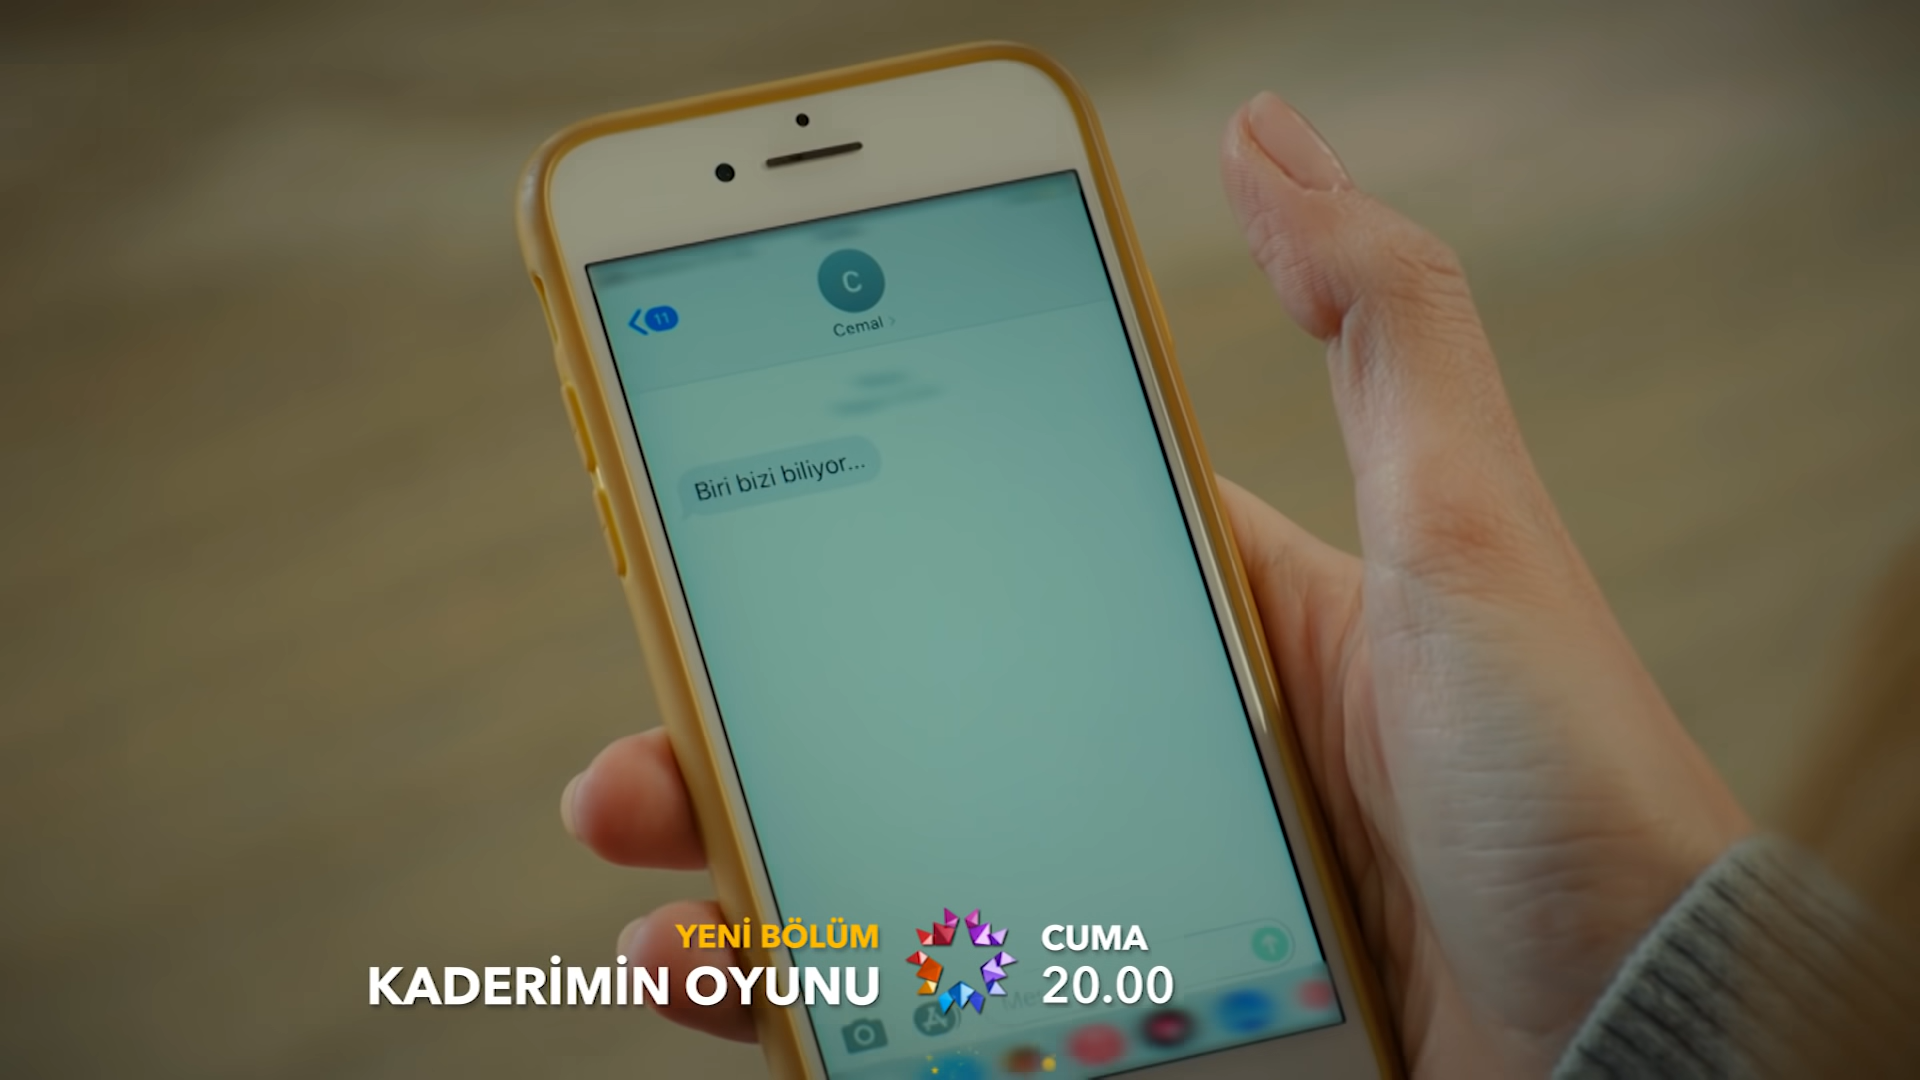 11
C
Cemal
Biri bizi biliyor...
YENİ BÖLÜM
KADERİMİN OYUNU
CUMA
20.00